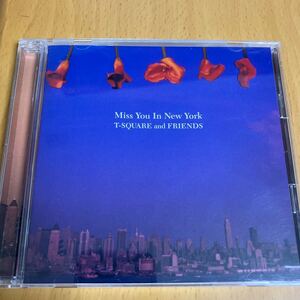 Miss You In New York
T-SQUARE and FRIENDS